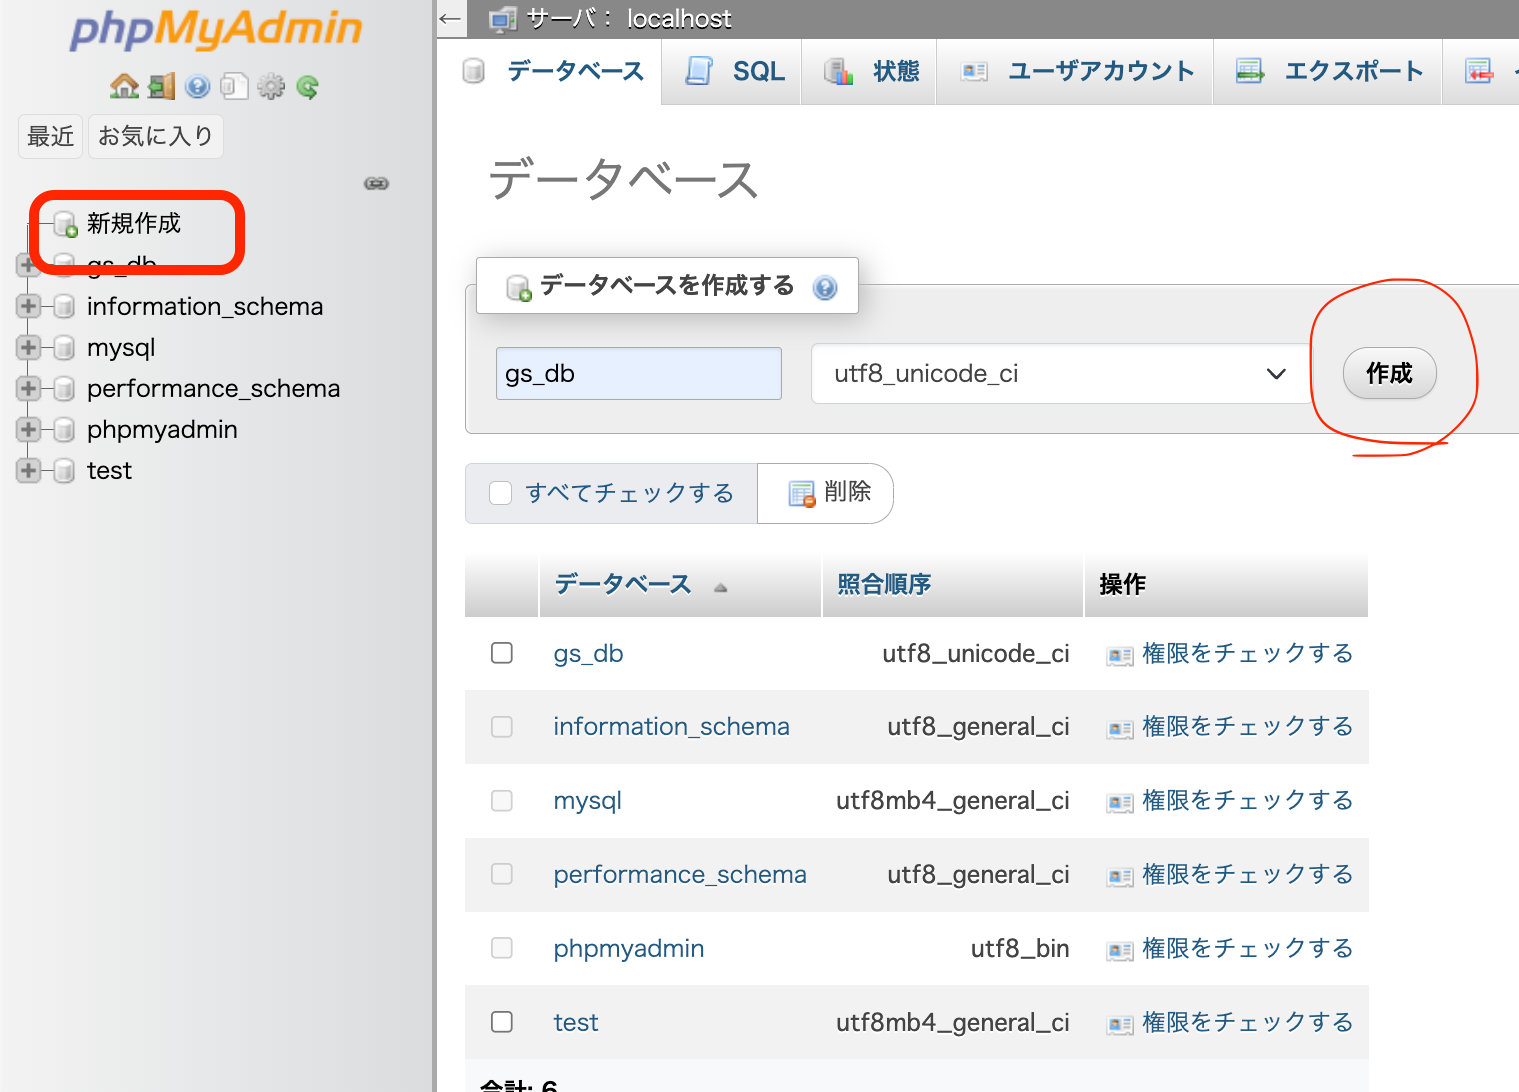 phpMyAdmin
最近 お気に入り
新規作成
gs_db
information_schema
mysql
performance_schema
phpmyadmin
test
サーバ： localhost
データベース SQL 状態 ユーザアカウント エクスポート
データベース
データベースを作成する
gs_db utf8_unicode_ci 作成
すべてチェックする 削除
データベース 照合順序 操作
gs_db utf8_unicode_ci 権限をチェックする
information_schema utf8_general_ci 権限をチェックする
mysql utf8mb4_general_ci 権限をチェックする
performance_schema utf8_general_ci 権限をチェックする
phpmyadmin utf8_bin 権限をチェックする
test utf8mb4_general_ci 権限をチェックする
合計: 6